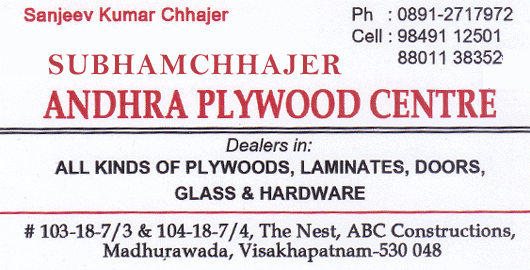 Sanjeev Kumar Chhajer
Ph : 0891-2717972
Cell : 98491 12501
88011 38352
SUBHAMCHHAJER
ANDHRA PLYWOOD CENTRE
Dealers in:
ALL KINDS OF PLYWOODS, LAMINATES, DOORS,
GLASS & HARDWARE
# 103-18-7/3 & 104-18-7/4, The Nest, ABC Constructions,
Madhurawada, Visakhapatnam-530 048